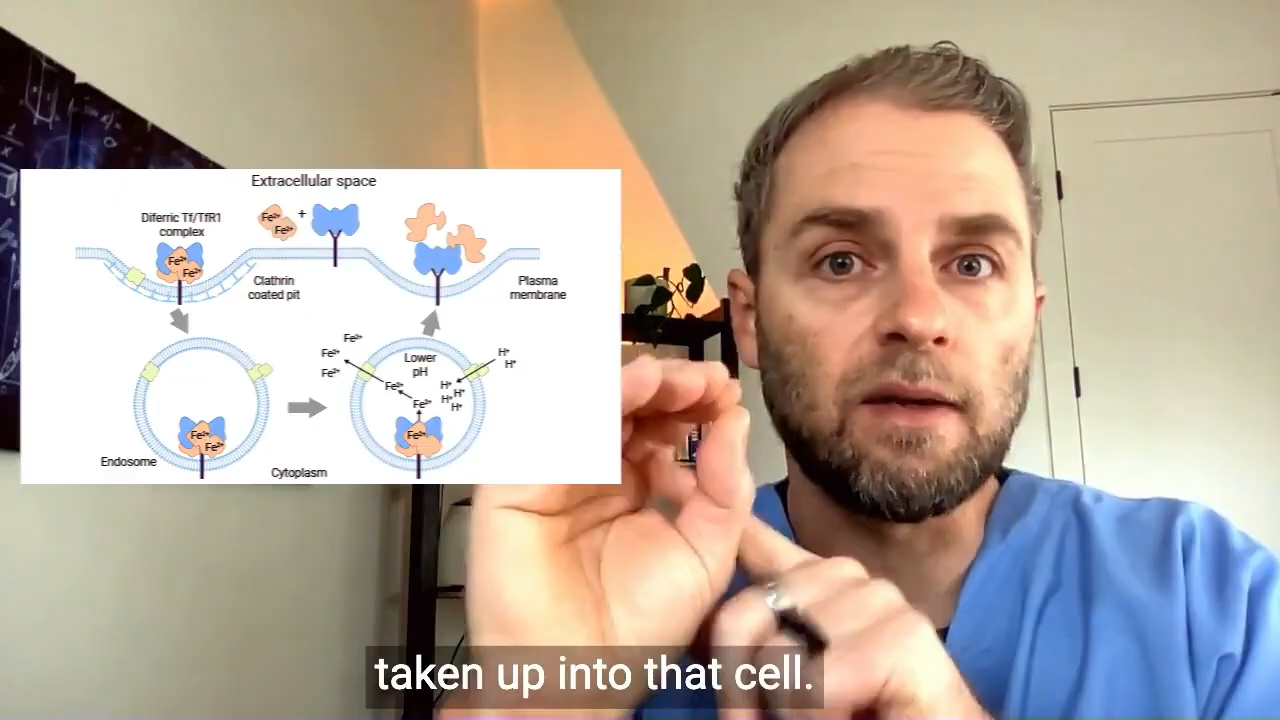 Extracellular space
Diferric Tf/TfR1
complex
Fe³⁺
Fe³⁺
+
Fe³⁺
Fe³⁺
Clathrin
coated pit
Plasma
membrane
Fe²⁺
Fe²⁺
Fe²⁺
Lower
pH
H⁺
H⁺
Fe²⁺
H⁺
H⁺
H⁺
H⁺
Fe³⁺
Fe³⁺
Fe³⁺
Fe³⁺
Endosome
Cytoplasm
taken up into that cell.